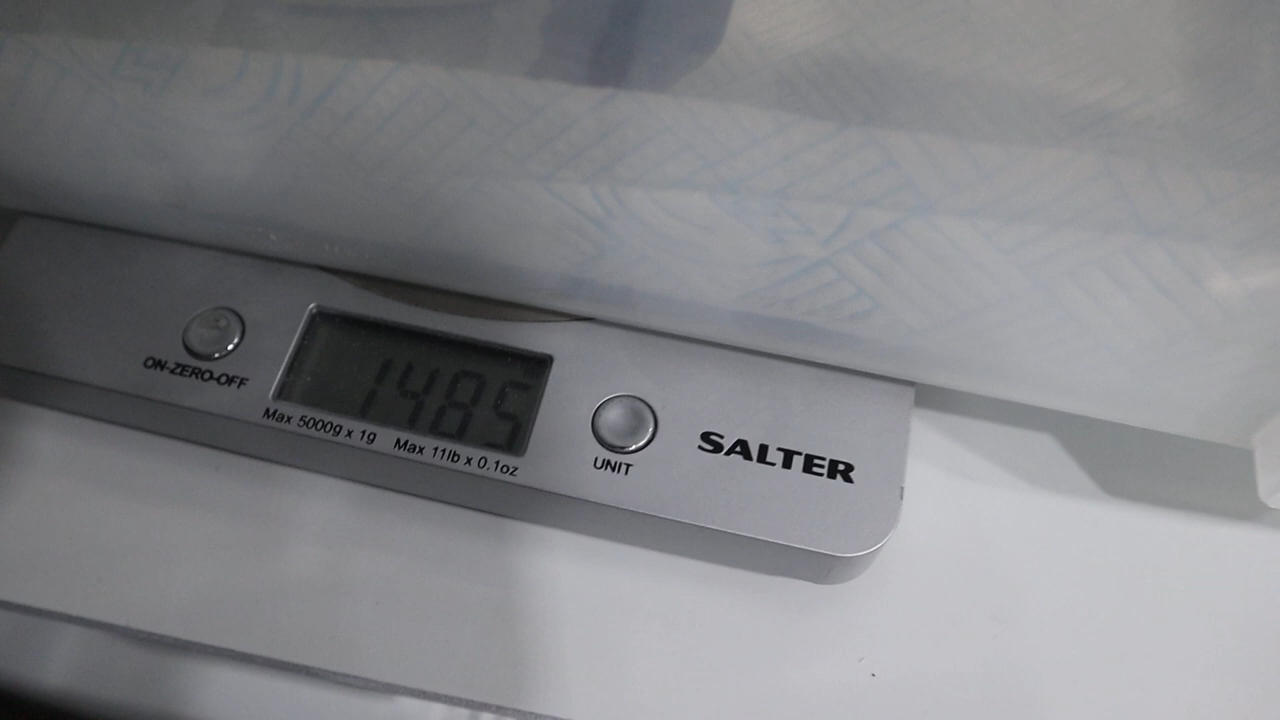 1485
ON-ZERO-OFF
Max 5000g x 1g Max 11lb x 0.1oz
UNIT
SALTER